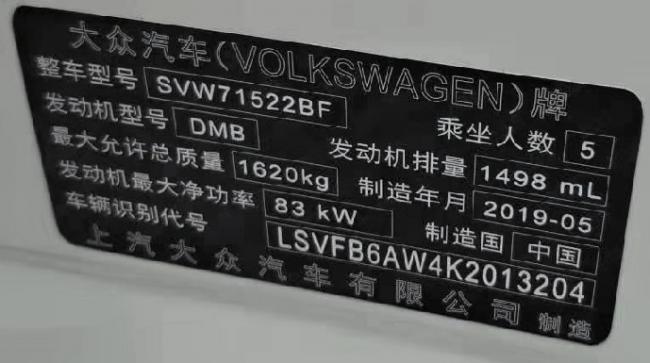 大众汽车(VOLKSWAGEN)牌
整车型号 SVW71522BF 乘坐人数 5
发动机型号 DMB 发动机排量 1498 mL
最大允许总质量 1620kg 制造年月 2019-05
发动机最大净功率 83 kW 制造国 中国
车辆识别代号 LSVFB6AW4K2013204
上汽大众汽车有限公司 制造